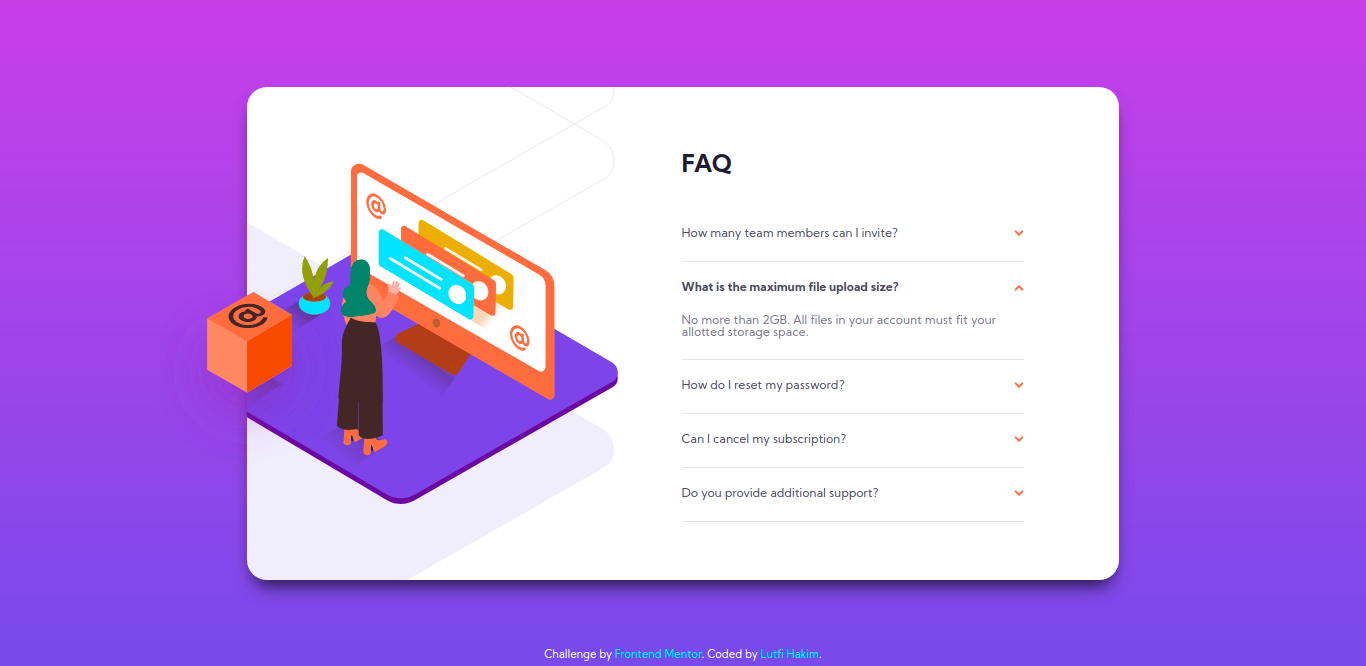 FAQ
How many team members can I invite?
What is the maximum file upload size?
No more than 2GB. All files in your account must fit your
allotted storage space.
How do I reset my password?
Can I cancel my subscription?
Do you provide additional support?
@
@
@
Challenge by Frontend Mentor. Coded by Lutfi Hakim.